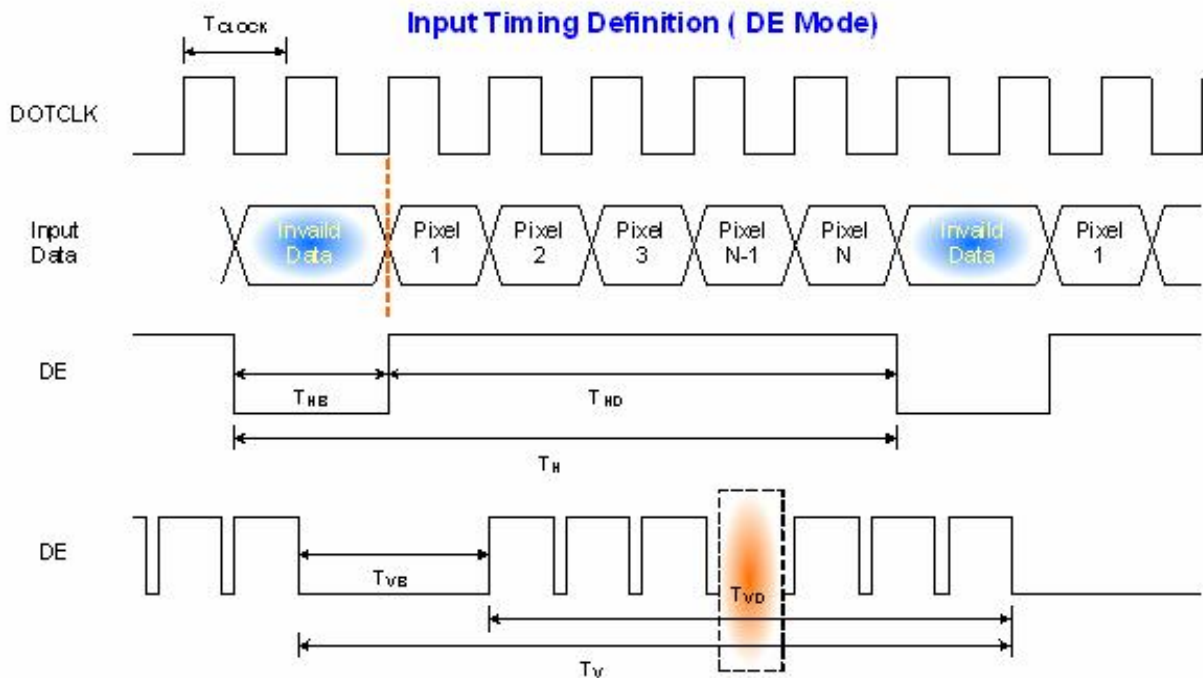 Input Timing Definition ( DE Mode)
TCLOCK
DOTCLK
Input
Data
Invaild
Data
Pixel
1
Pixel
2
Pixel
3
Pixel
N-1
Pixel
N
Invaild
Data
Pixel
1
DE
THB
THD
TH
DE
TVB
TVD
TV